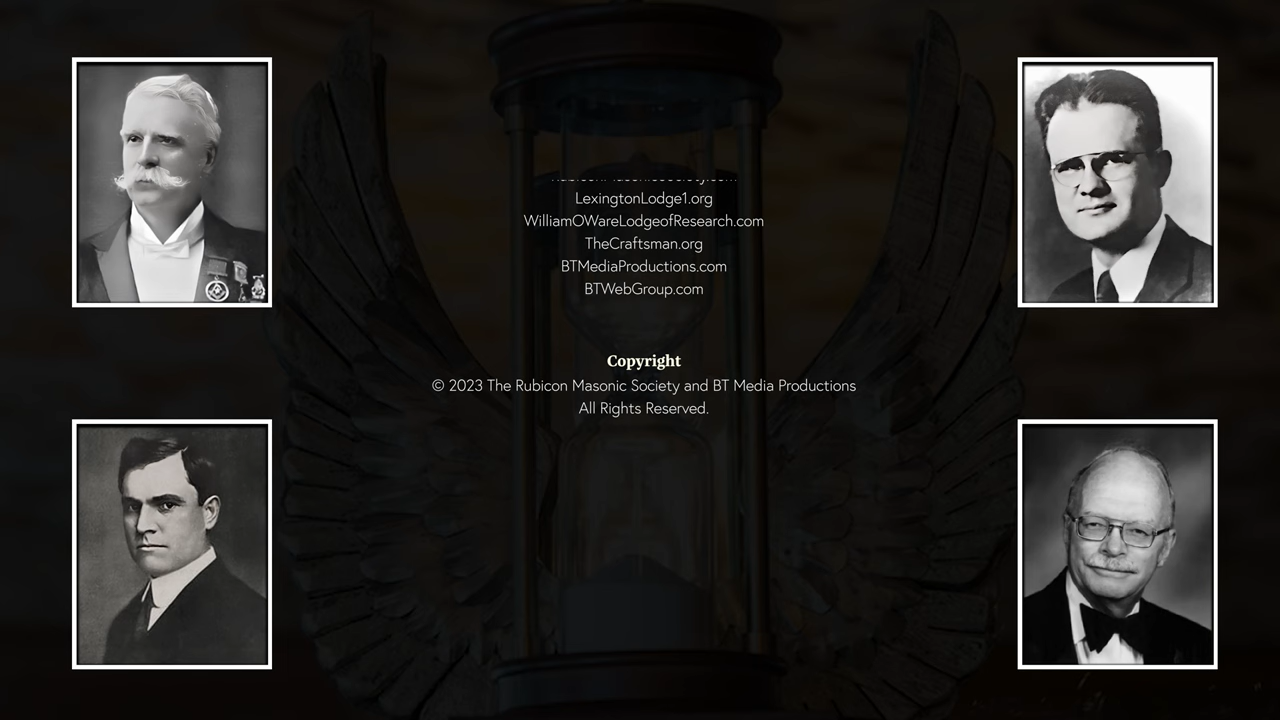 LexingtonLodge1.org
WilliamOWareLodgeofResearch.com
TheCraftsman.org
BTMediaProductions.com
BTWebGroup.com
Copyright
© 2023 The Rubicon Masonic Society and BT Media Productions
All Rights Reserved.